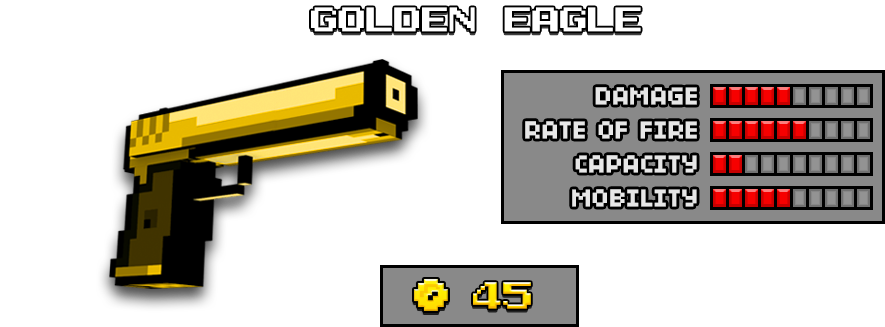 GOLDEN EAGLE
DAMAGE
RATE OF FIRE
CAPACITY
MOBILITY
45